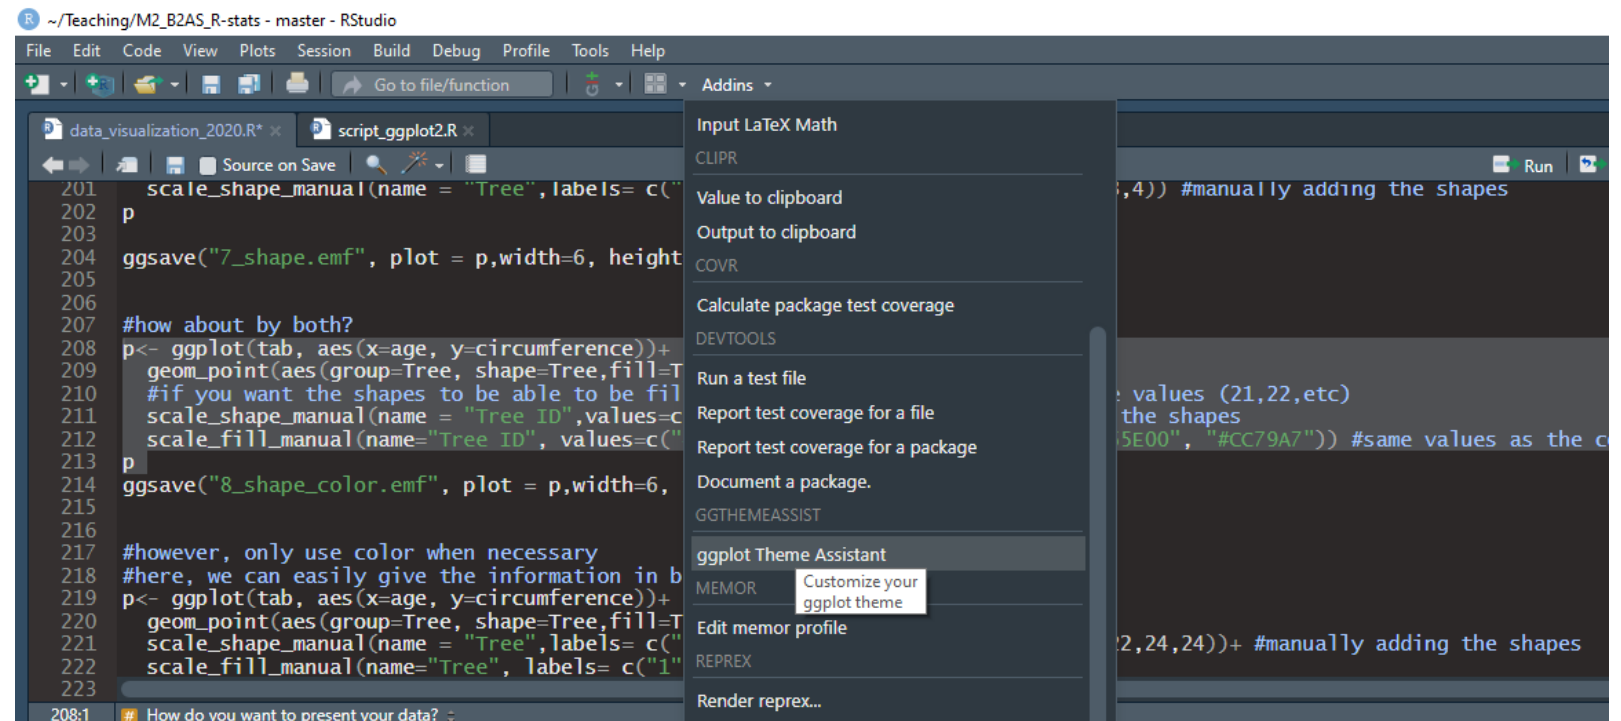 ~/Teaching/M2_B2AS_R-stats - master - RStudio
File Edit Code View Plots Session Build Debug Profile Tools Help
Go to file/function Addins
data_visualization_2020.R* script_ggplot2.R
Source on Save Run
201 scale_shape_manual(name = "Tree",labels= c(" ,4)) #manually adding the shapes
202 p
203
204 ggsave("7_shape.emf", plot = p,width=6, height
205
206
207 #how about by both?
208 p<- ggplot(tab, aes(x=age, y=circumference))+
209 geom_point(aes(group=Tree, shape=Tree,fill=T
210 #if you want the shapes to be able to be fil values (21,22,etc)
211 scale_shape_manual(name = "Tree ID",values=c the shapes
212 scale_fill_manual(name="Tree ID", values=c(" 5E00", "#CC79A7")) #same values as the c
213 p
214 ggsave("8_shape_color.emf", plot = p,width=6,
215
216
217 #however, only use color when necessary
218 #here, we can easily give the information in b
219 p<- ggplot(tab, aes(x=age, y=circumference))+
220 geom_point(aes(group=Tree, shape=Tree,fill=T
221 scale_shape_manual(name = "Tree",labels= c(" 2,24,24))+ #manually adding the shapes
222 scale_fill_manual(name="Tree", labels= c("1"
223
208:1 # How do you want to present your data?
Input LaTeX Math
CLIPR
Value to clipboard
Output to clipboard
COVR
Calculate package test coverage
DEVTOOLS
Run a test file
Report test coverage for a file
Report test coverage for a package
Document a package.
GGTHEMEASSIST
ggplot Theme Assistant
Customize your
ggplot theme
MEMOR
Edit memor profile
REPREX
Render reprex...